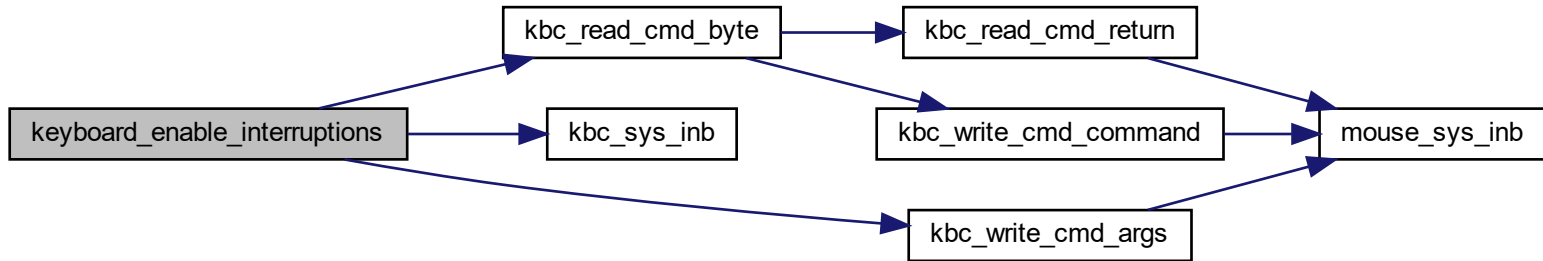 kbc_read_cmd_byte
kbc_read_cmd_return
keyboard_enable_interruptions
kbc_sys_inb
kbc_write_cmd_command
mouse_sys_inb
kbc_write_cmd_args